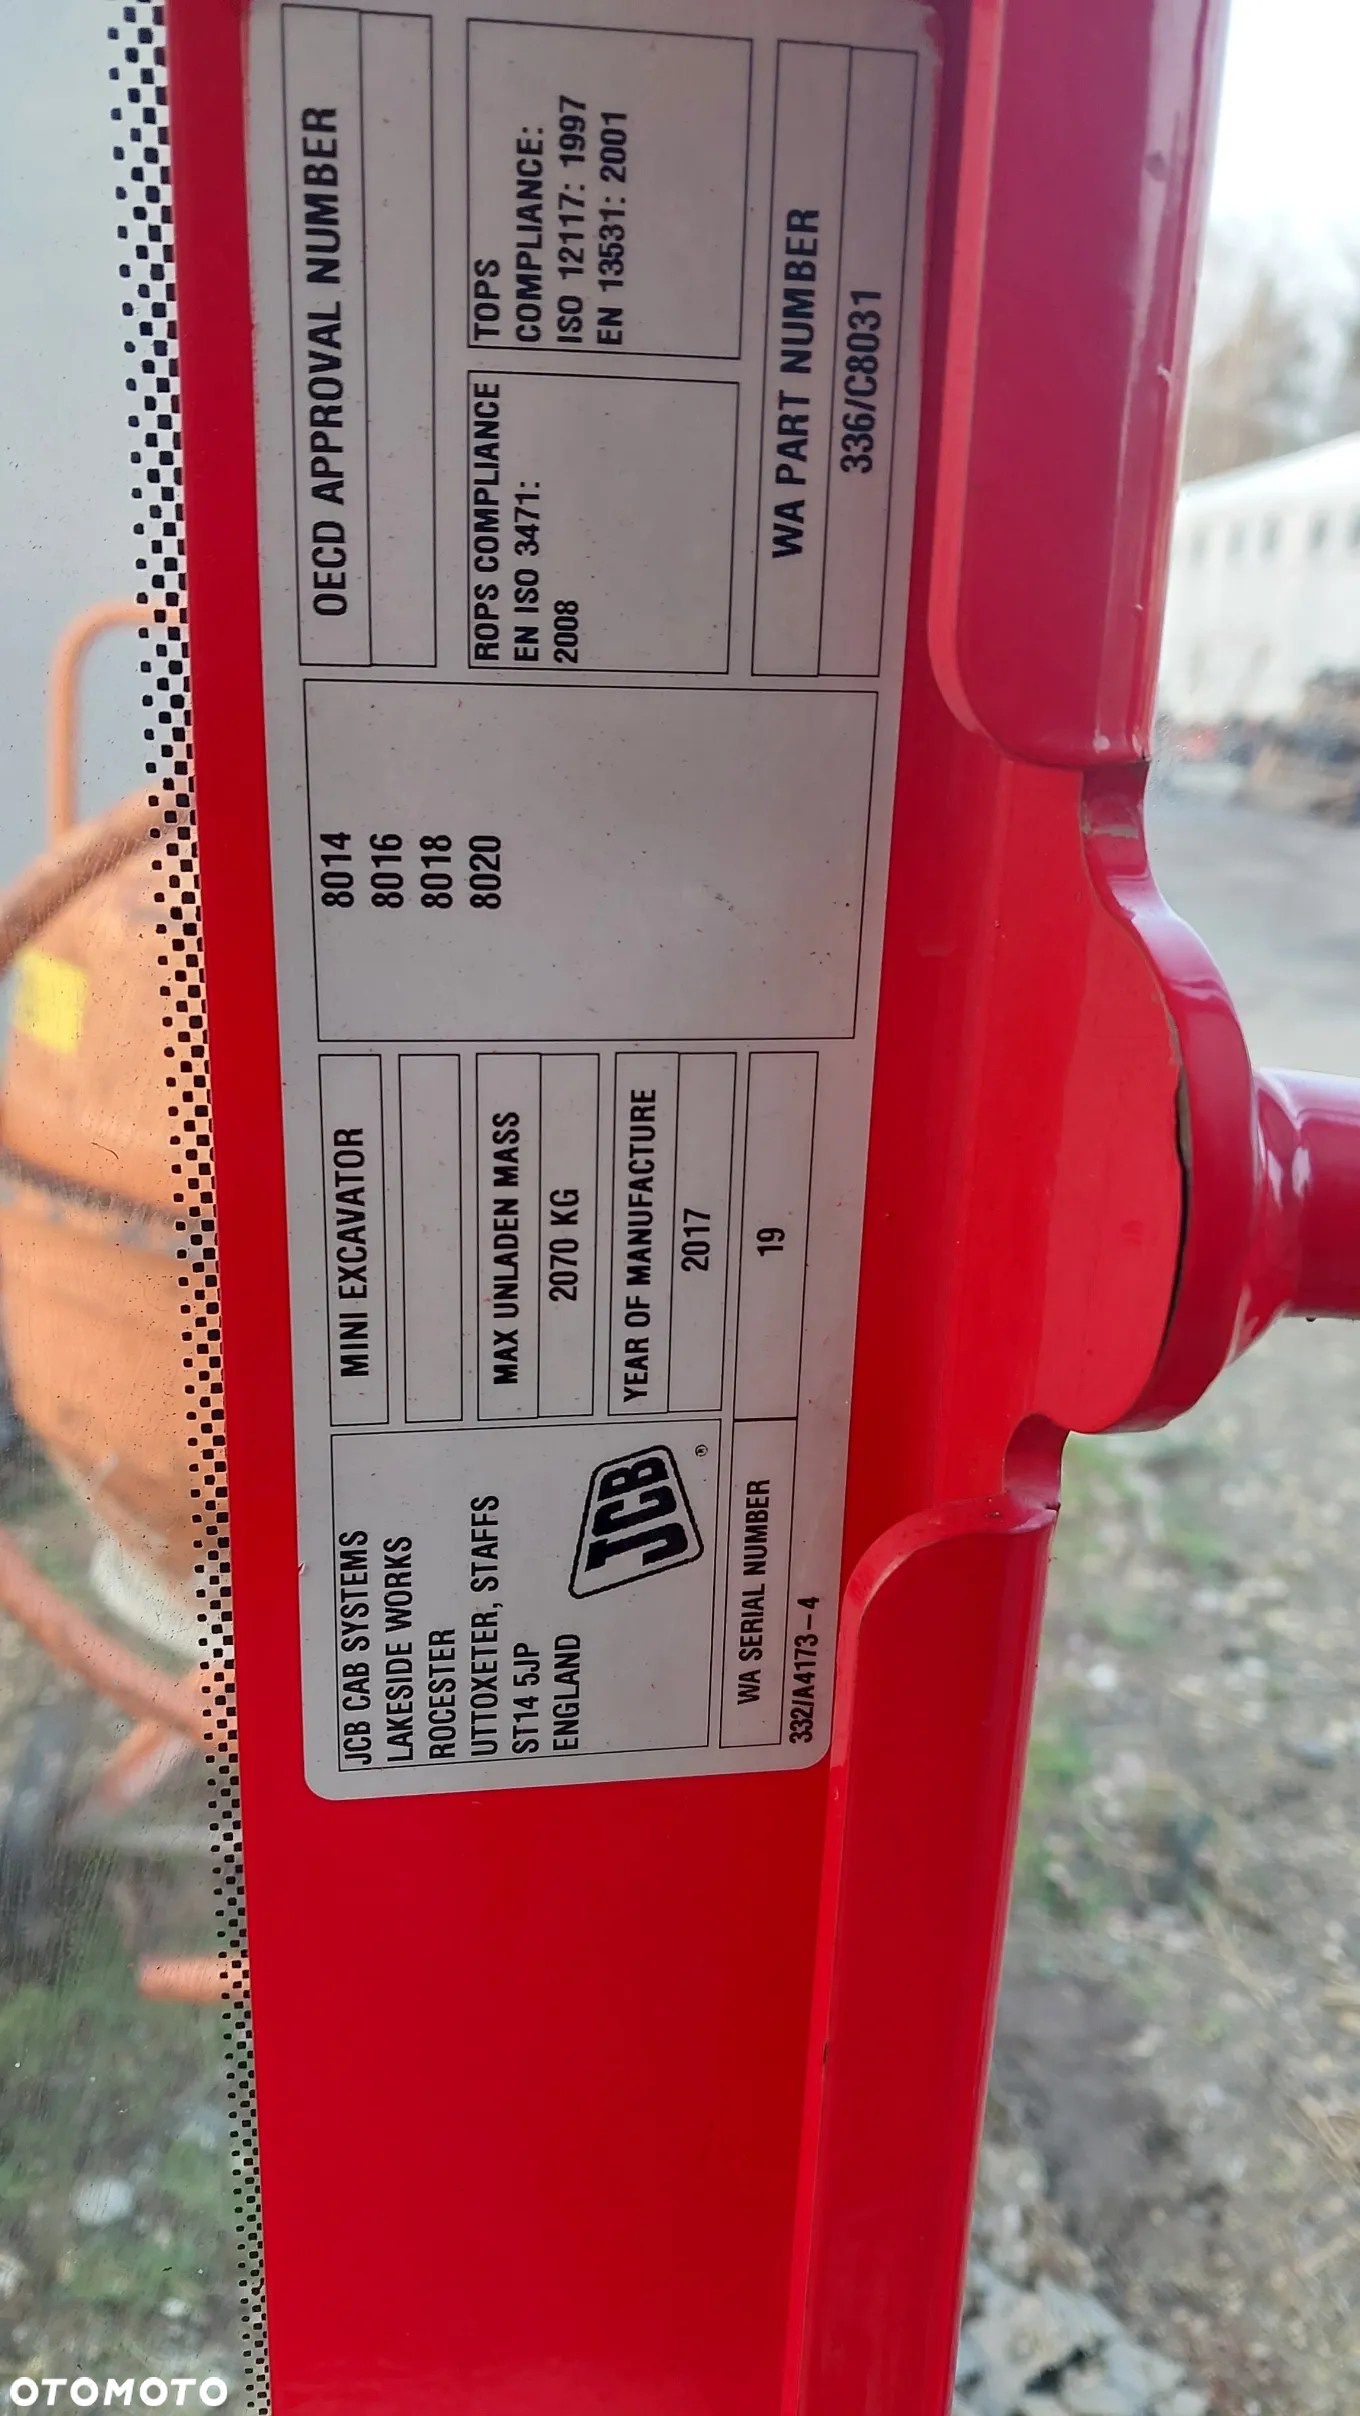 JCB CAB SYSTEMS
LAKESIDE WORKS
ROCESTER
UTTOXETER, STAFFS
ST14 5JP
ENGLAND
JCB ®
WA SERIAL NUMBER
19
332/A4173-4
MINI EXCAVATOR
MAX UNLADEN MASS
2070 KG
YEAR OF MANUFACTURE
2017
8014
8016
8018
8020
OECD APPROVAL NUMBER
ROPS COMPLIANCE
EN ISO 3471:
2008
TOPS
COMPLIANCE:
ISO 12117: 1997
EN 13531: 2001
WA PART NUMBER
336/C8031
OTOMOTO